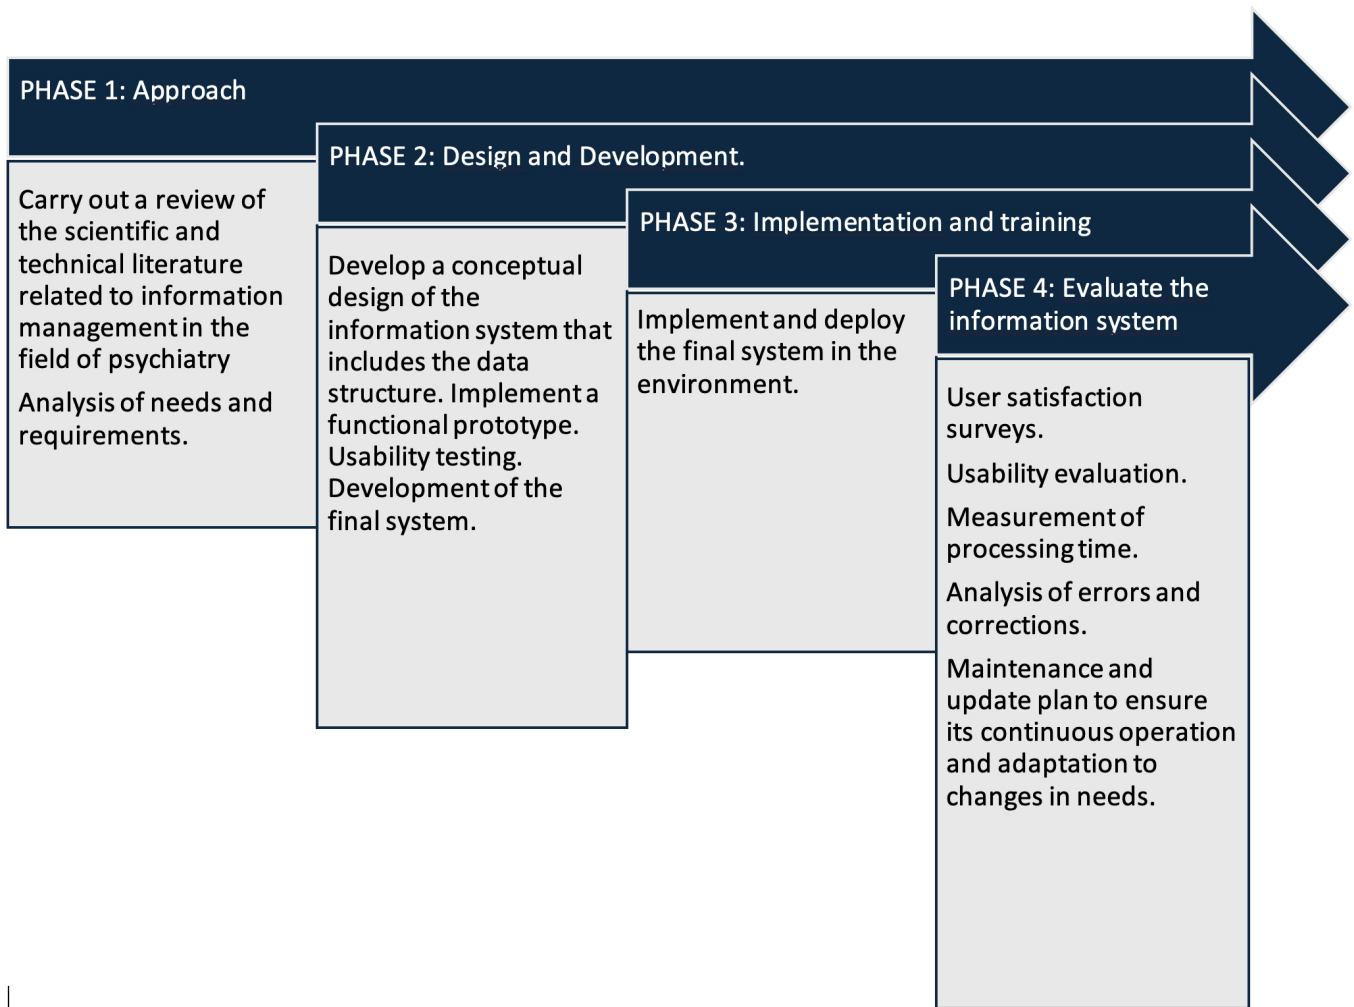 PHASE 1: Approach
Carry out a review of
the scientific and
technical literature
related to information
management in the
field of psychiatry
Analysis of needs and
requirements.
PHASE 2: Design and Development.
Develop a conceptual
design of the
information system that
includes the data
structure. Implement a
functional prototype.
Usability testing.
Development of the
final system.
PHASE 3: Implementation and training
Implement and deploy
the final system in the
environment.
PHASE 4: Evaluate the
information system
User satisfaction
surveys.
Usability evaluation.
Measurement of
processing time.
Analysis of errors and
corrections.
Maintenance and
update plan to ensure
its continuous operation
and adaptation to
changes in needs.